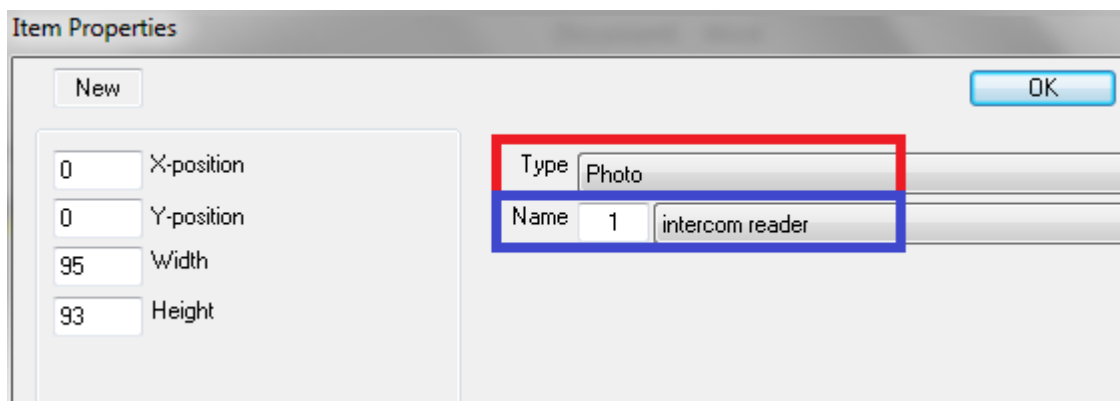 Item Properties
New
OK
0 X-position
0 Y-position
95 Width
93 Height
Type Photo
Name 1 intercom reader